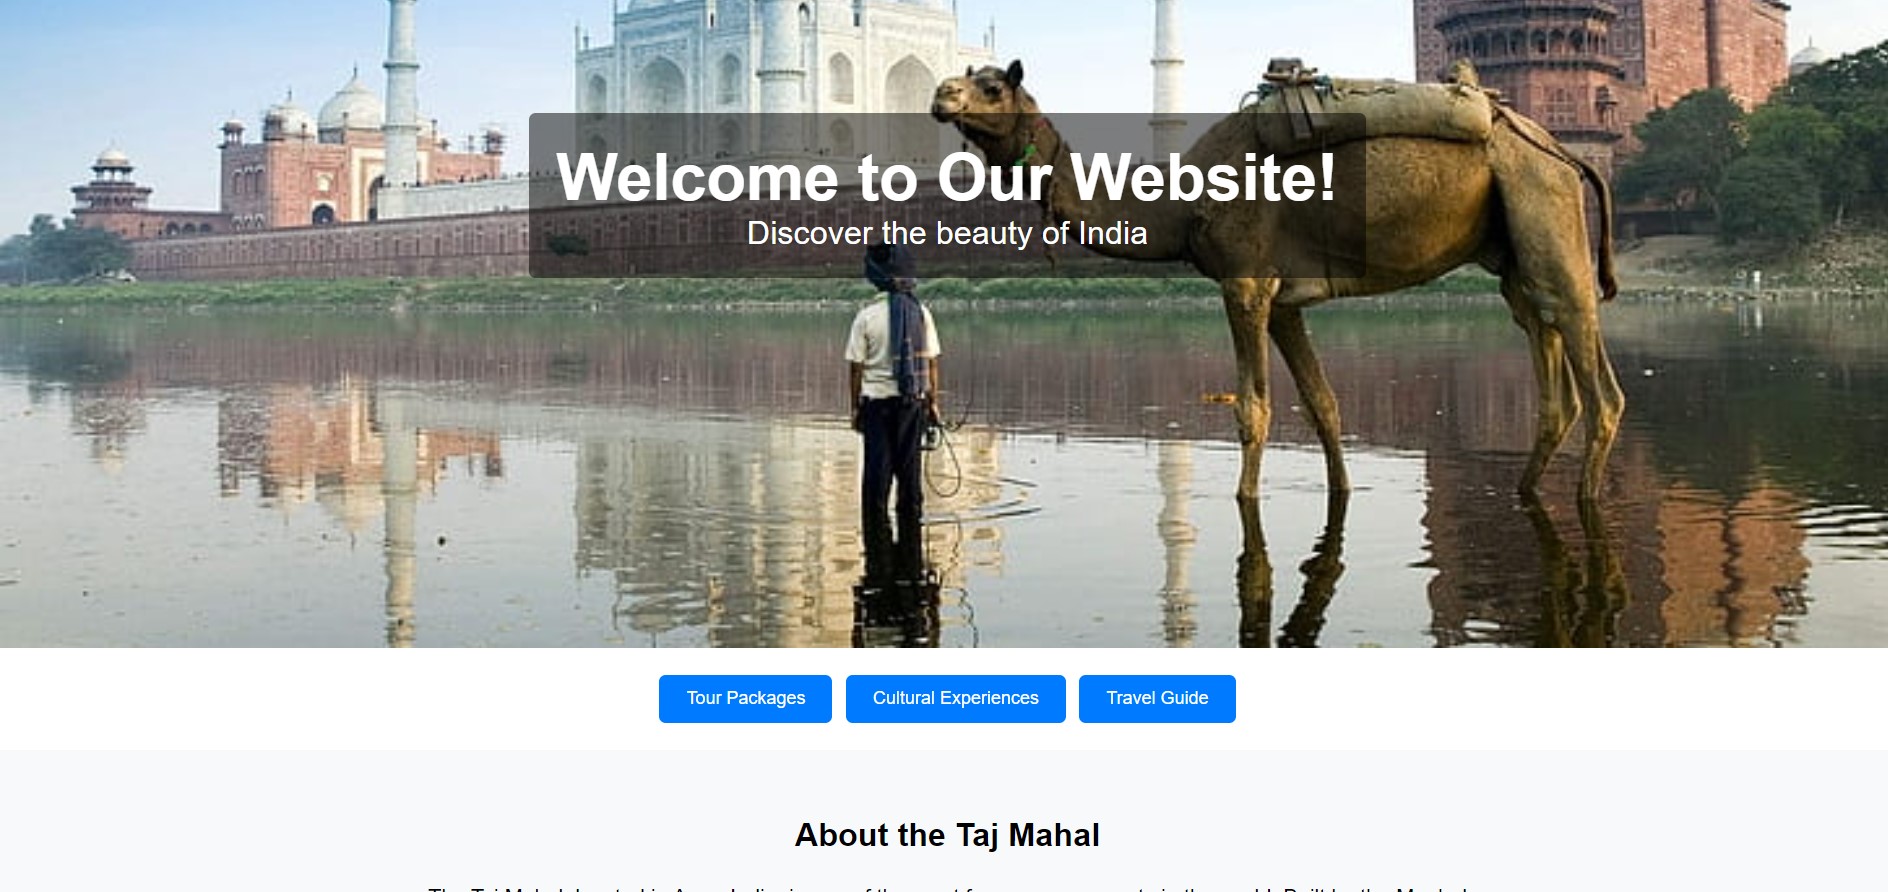 Welcome to Our Website!
Discover the beauty of India
Tour Packages
Cultural Experiences
Travel Guide
About the Taj Mahal